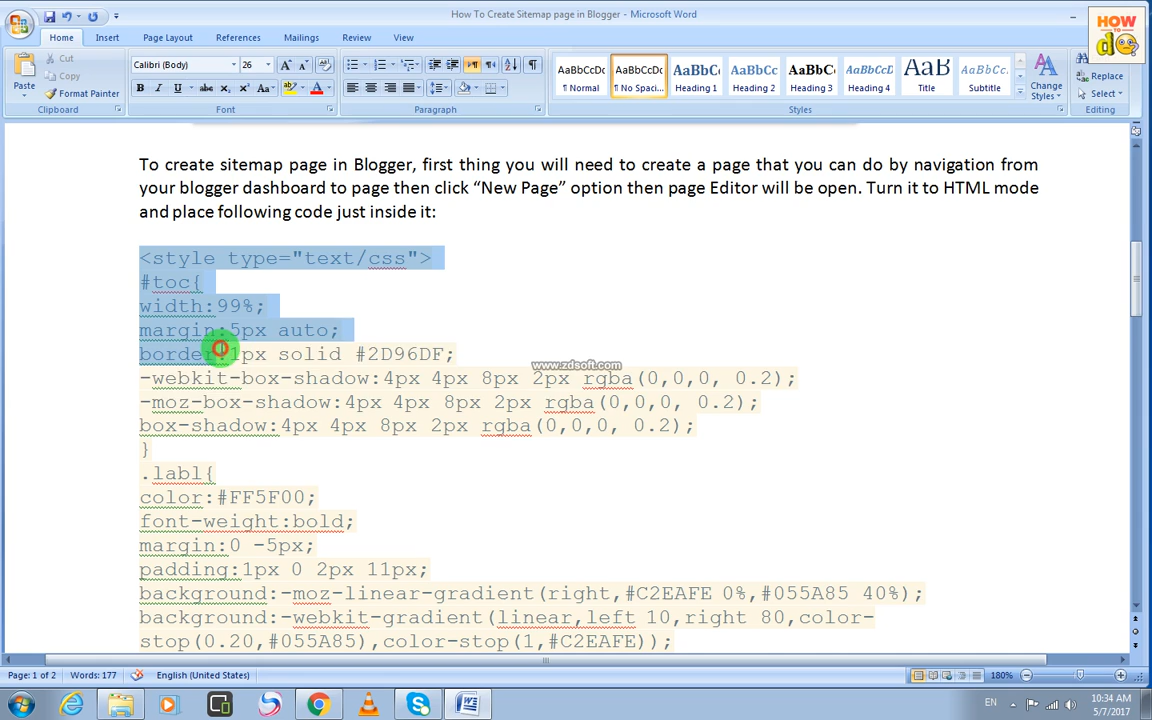 How To Create Sitemap page in Blogger - Microsoft Word
HOW
TO
do
Home Insert Page Layout References Mailings Review View
Paste
Cut
Copy
Format Painter
Clipboard
Calibri (Body) 26
Font
Paragraph
AaBbCcDc AaBbCcDc AaBbC AaBbCc AaBbCc AaBbCcD AaB AaBbCcD
¶ Normal ¶ No Spaci... Heading 1 Heading 2 Heading 3 Heading 4 Title Subtitle
Styles
Change
Styles
Replace
Select
Editing
To create sitemap page in Blogger, first thing you will need to create a page that you can do by navigation from
your blogger dashboard to page then click “New Page” option then page Editor will be open. Turn it to HTML mode
and place following code just inside it:
<style type="text/css">
#toc{
width:99%;
margin:5px auto;
border:1px solid #2D96DF;
www.zdsoft.com
-webkit-box-shadow:4px 4px 8px 2px rgba(0,0,0, 0.2);
-moz-box-shadow:4px 4px 8px 2px rgba(0,0,0, 0.2);
box-shadow:4px 4px 8px 2px rgba(0,0,0, 0.2);
}
.labl{
color:#FF5F00;
font-weight:bold;
margin:0 -5px;
padding:1px 0 2px 11px;
background:-moz-linear-gradient(right,#C2EAFE 0%,#055A85 40%);
background:-webkit-gradient(linear,left 10,right 80,color-
stop(0.20,#055A85),color-stop(1,#C2EAFE));
Page: 1 of 2 Words: 177 English (United States) 180%
EN
10:34 AM
5/7/2017